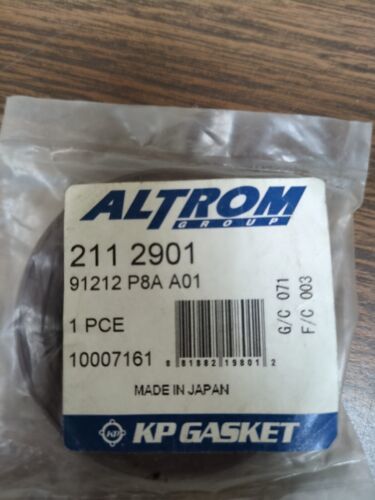 ALTROM
GROUP
211 2901
91212 P8A A01
1 PCE
10007161
G/C 071
F/C 003
8 81882 19801 2
MADE IN JAPAN
KP KP GASKET